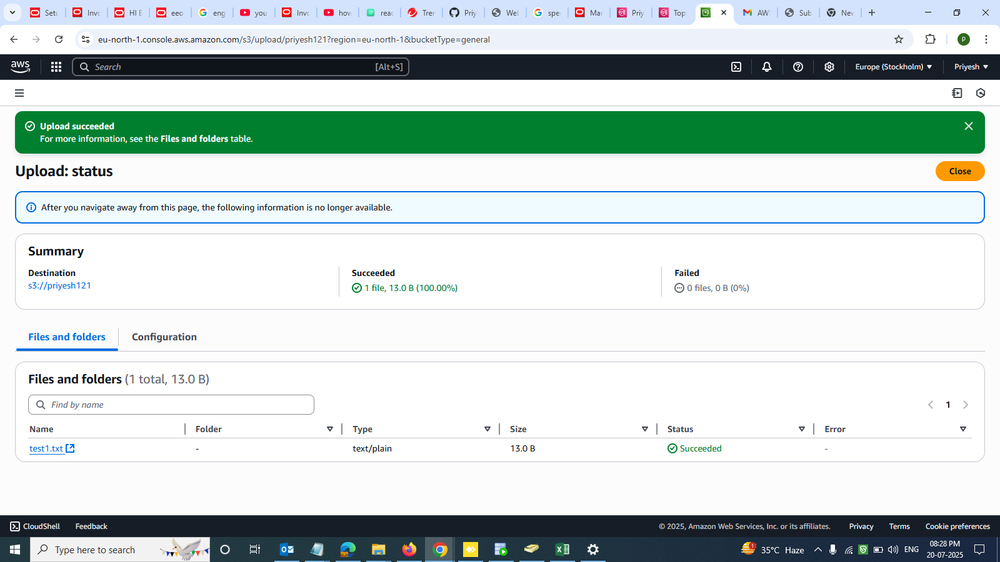 Setu
Invo
HI B
eeo
eng
you
Invo
how
reac
Tren
Priy
Wel
spe
Mar
Priy
Top
AW
Sub
New
eu-north-1.console.aws.amazon.com/s3/upload/priyesh121?region=eu-north-1&bucketType=general
p
aws
Search
[Alt+S]
Europe (Stockholm)
Priyesh
Upload succeeded
For more information, see the Files and folders table.
Upload: status
Close
After you navigate away from this page, the following information is no longer available.
Summary
Destination
s3://priyesh121
Succeeded
1 file, 13.0 B (100.00%)
Failed
0 files, 0 B (0%)
Files and folders
Configuration
Files and folders (1 total, 13.0 B)
Find by name
1
Name
Folder
Type
Size
Status
Error
test1.txt
-
text/plain
13.0 B
Succeeded
-
CloudShell
Feedback
© 2025, Amazon Web Services, Inc. or its affiliates.
Privacy
Terms
Cookie preferences
Type here to search
1
35°C Haze
ENG
08:28 PM
20-07-2025